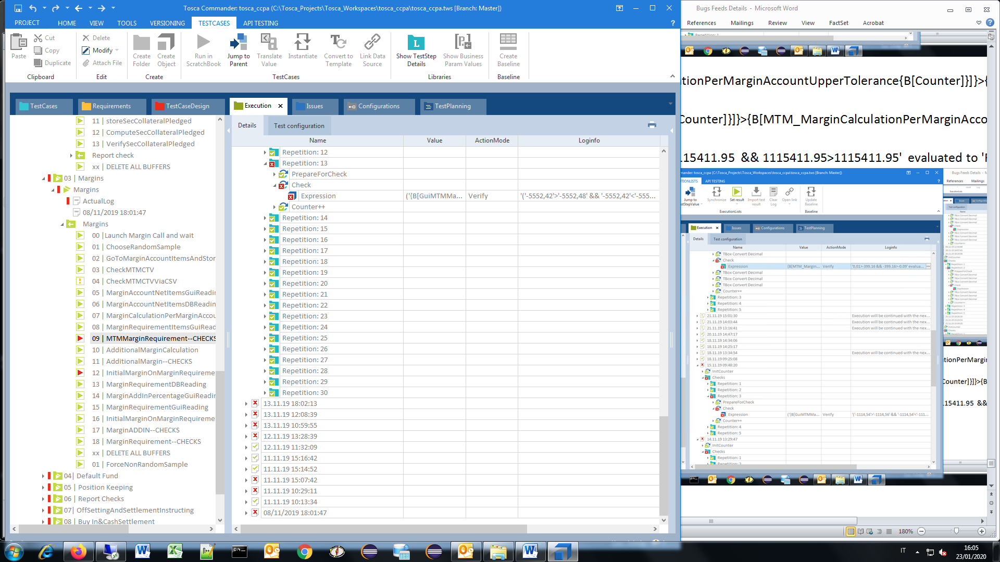 Tosca Commander: tosca_ccpa (C:\Tosca_Projects\Tosca_Workspaces\tosca_ccpa\tosca_ccpa.tws [Branch: Master])
PROJECT HOME VIEW TOOLS VERSIONING TESTCASES API TESTING
Paste
Cut
Copy
Duplicate
Clipboard
Delete
Modify
Attach File
Edit
Create Folder
Create Object
Create
Run in ScratchBook
Jump to Parent
Translate Value
Instantiate
Convert to Template
Link Data Source
TestCases
Show TestStep Details
Show Business Param Values
Libraries
Create Baseline
Baseline
TestCases Requirements TestCaseDesign Execution Issues Configurations TestPlanning
11 | storeSecCollateralPledged
12 | ComputeSecCollateralPledged
13 | VerifySecCollateralPledged
Report check
xx | DELETE ALL BUFFERS
03 | Margins
Margins
ActualLog
08/11/2019 18:01:47
Margins
00 |Launch Margin Call and wait
01 | ChooseRandomSample
02 | GoToMarginAccountItemsAndStor
03 | CheckMTMCTV
04 | CheckMTMCTVViaCSV
05 | MarginAccountNetItemsGuiReadin
06 | MarginAccountNetItemsDBReadin
07 | MarginCalculationPerMarginAccou
08 | MarginRequirementItemsGuiRead
09 | MTMMarginRequirement--CHECKS
10 | AdditionalMarginCalculation
11 | AdditionalMargin--CHECKS
12 | InitialMarginOnMarginRequireme
13 | MarginRequirementDBReading
14 | MarginAddInPercentageGuiReadin
15 | MarginRequirementGuiReading
16 | InitialMarginOnMarginRequireme
17 | MarginADDIN--CHECKS
18 | MarginRequirement--CHECKS
xx | DELETE ALL BUFFERS
01 | ForceNonRandomSample
04| Default Fund
05 | Position Keeping
06 | Report Checks
07| OffSettingAndSettlementInstructing
08 | Buy In&CashSettlement
Details Test configuration
Name Value ActionMode Loginfo
Repetition: 12
Repetition: 13
PrepareForCheck
Check
Expression ('{B[GuiMTMMa... Verify '('-5552,42'>'-5552,48' && '-5552,42'<'-555...
Counter++
Repetition: 14
Repetition: 15
Repetition: 16
Repetition: 17
Repetition: 18
Repetition: 19
Repetition: 20
Repetition: 21
Repetition: 22
Repetition: 23
Repetition: 24
Repetition: 25
Repetition: 26
Repetition: 27
Repetition: 28
Repetition: 29
Repetition: 30
13.11.19 18:02:13
13.11.19 12:08:39
13.11.19 10:59:55
12.11.19 13:28:39
12.11.19 11:32:09
11.11.19 15:16:42
11.11.19 15:14:52
11.11.19 15:07:42
11.11.19 10:29:11
11.11.19 10:13:34
08/11/2019 18:01:47
Bugs Feeds Details - Microsoft Word
References Mailings Review View FactSet Acrobat
tionPerMarginAccountUpperTolerance{B[Counter]}]}>{
Counter]}]}>{B[MTM_MarginCalculationPerMarginAcco
115411.95 && 1115411.95>1115411.95' evaluated to 'F
mander: tosca_ccpa (C:\Tosca_Projects\Tosca_Workspaces\tosca_ccpa\tosca_ccpa.tws [Branch: Master])
API TESTING
Synchronize
Set result
Import test result
Clear Log
Open link
ExecutionLists
Update Baseline
Baseline
Execution Issues Configurations TestPlanning
Details Test configuration
Name Value ActionMode Loginfo
TBox Convert Decimal
Check
Expression {B[MTM_Margin... Verify '0.01>-399.16 && -399.16>-0.09' evalua...
TBox Convert Decimal
TBox Convert Decimal
TBox Convert Decimal
Counter++
Repetition: 3
Repetition: 4
Repetition: 5
21.11.19 15:01:30 Execution will be continued with the nex...
21.11.19 14:03:44 Execution will be continued with the nex...
21.11.19 13:16:41 Execution will be continued with the nex...
20.11.19 14:47:17
18.11.19 14:34:06
18.11.19 14:25:17
18.11.19 13:34:54 Execution will be continued with the nex...
18.11.19 09:25:08
15.11.19 09:48:20
InitCounter
Checks
Repetition: 1
Repetition: 2
Repetition: 3
PrepareForCheck
Check
Expression ('{B[GuiMTMMa... Verify '('-1114,54'>'-1114,56' && '-1114,54'<'-111...
Counter++
Repetition: 4
Repetition: 5
14.11.19 13:29:47
InitCounter
Checks
Repetition: 1
Bugs Feeds Details - M
References Mailings
ationPerMargin
Counter]}]}>{B
115411.95 &&
180%
IT
16:05
23/01/2020